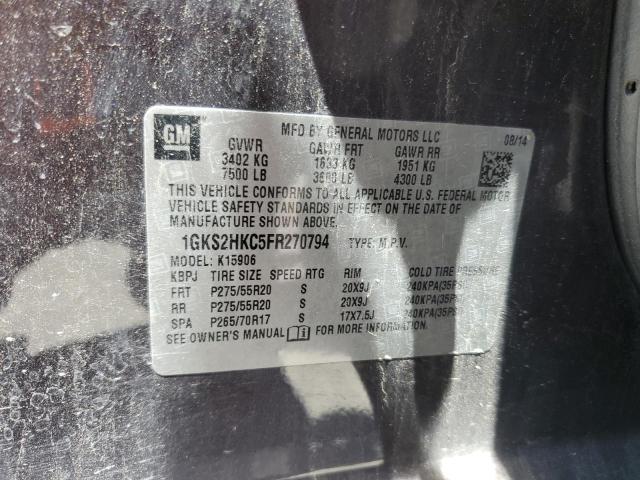 GM
MFD BY GENERAL MOTORS LLC 08/14
GVWR GAWR FRT GAWR RR
3402 KG 1633 KG 1951 KG
7500 LB 3600 LB 4300 LB
THIS VEHICLE CONFORMS TO ALL APPLICABLE U.S. FEDERAL MOTOR
VEHICLE SAFETY STANDARDS IN EFFECT ON THE DATE OF
MANUFACTURE SHOWN ABOVE.
1GKS2HKC5FR270794 TYPE: M.P.V.
MODEL: K15906
KBPJ TIRE SIZE SPEED RTG RIM COLD TIRE PRESSURE
FRT P275/55R20 S 20X9J 240KPA(35PSI)
RR P275/55R20 S 20X9J 240KPA(35PSI)
SPA P265/70R17 S 17X7.5J 240KPA(35PSI)
SEE OWNER'S MANUAL FOR MORE INFORMATION